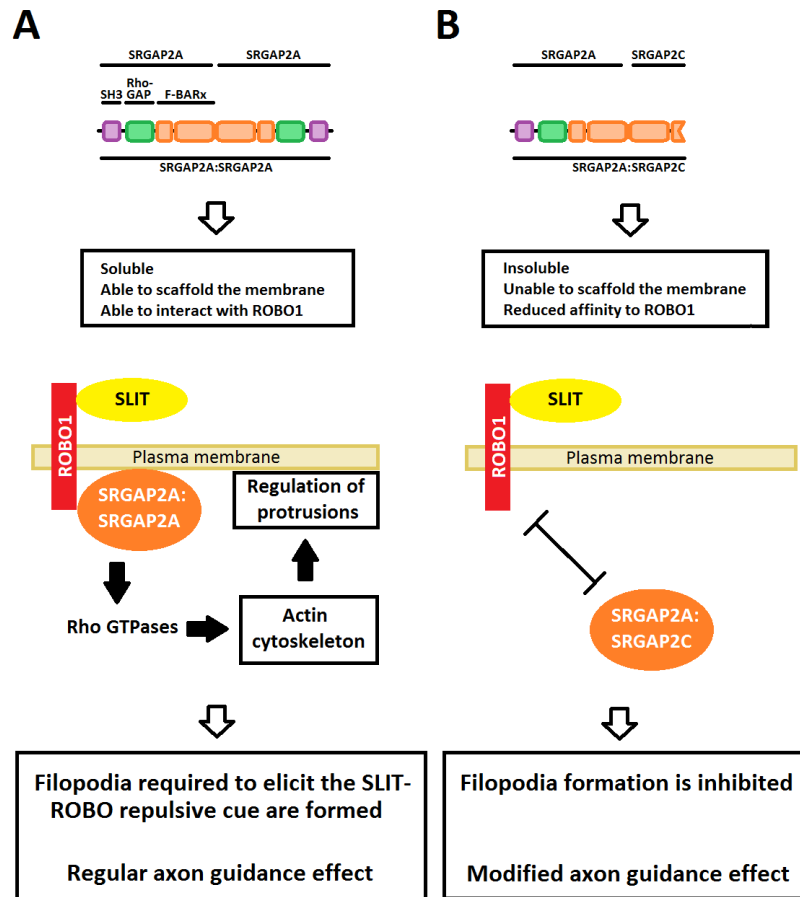 A
SRGAP2A
SRGAP2A
Rho-
SH3 GAP F-BARx
SRGAP2A:SRGAP2A
Soluble
Able to scaffold the membrane
Able to interact with ROBO1
SLIT
ROBO1
Plasma membrane
SRGAP2A:
SRGAP2A
Regulation of
protrusions
Rho GTPases
Actin
cytoskeleton
Filopodia required to elicit the SLIT-
ROBO repulsive cue are formed
Regular axon guidance effect
B
SRGAP2A
SRGAP2C
SRGAP2A:SRGAP2C
Insoluble
Unable to scaffold the membrane
Reduced affinity to ROBO1
SLIT
ROBO1
Plasma membrane
SRGAP2A:
SRGAP2C
Filopodia formation is inhibited
Modified axon guidance effect